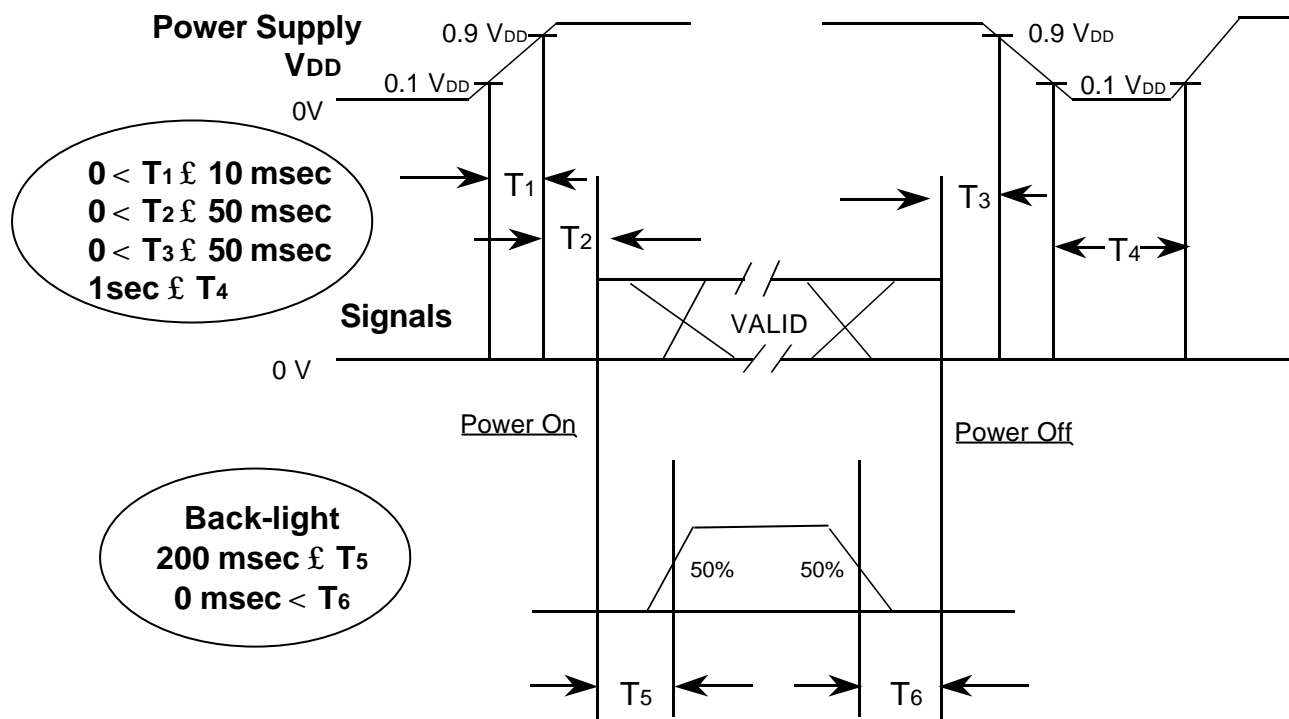 Power Supply
VDD
0.9 VDD
0.1 VDD
0V
0.9 VDD
0.1 VDD
0 < T1 £ 10 msec
0 < T2 £ 50 msec
0 < T3 £ 50 msec
1sec £ T4
T1
T2
T3
T4
Signals
VALID
0 V
Power On
Power Off
Back-light
200 msec £ T5
0 msec < T6
50%
50%
T5
T6